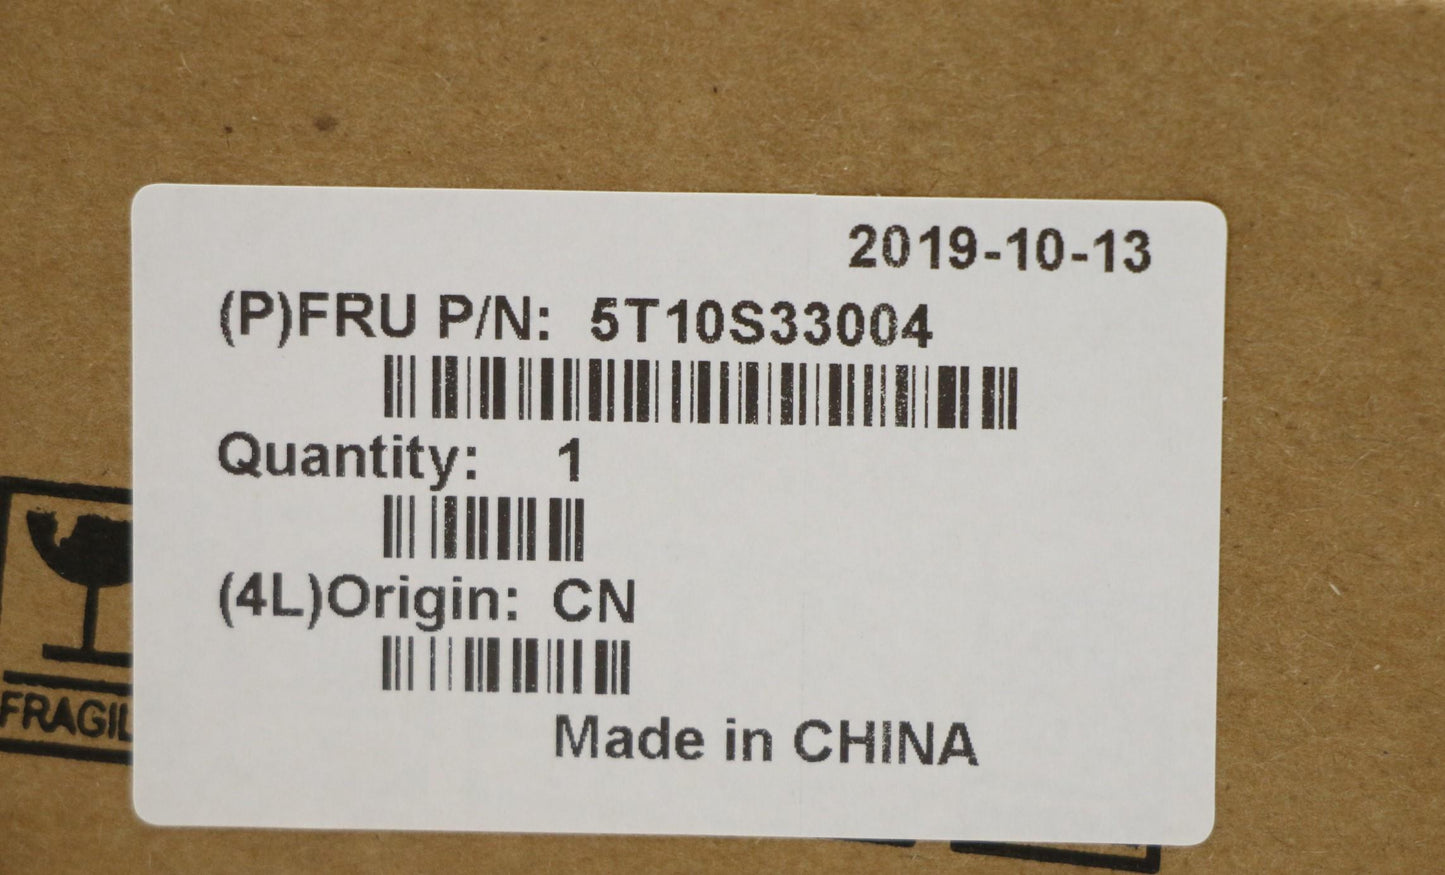 2019-10-13
(P)FRU P/N: 5T10S33004
Quantity: 1
(4L)Origin: CN
FRAGIL
Made in CHINA